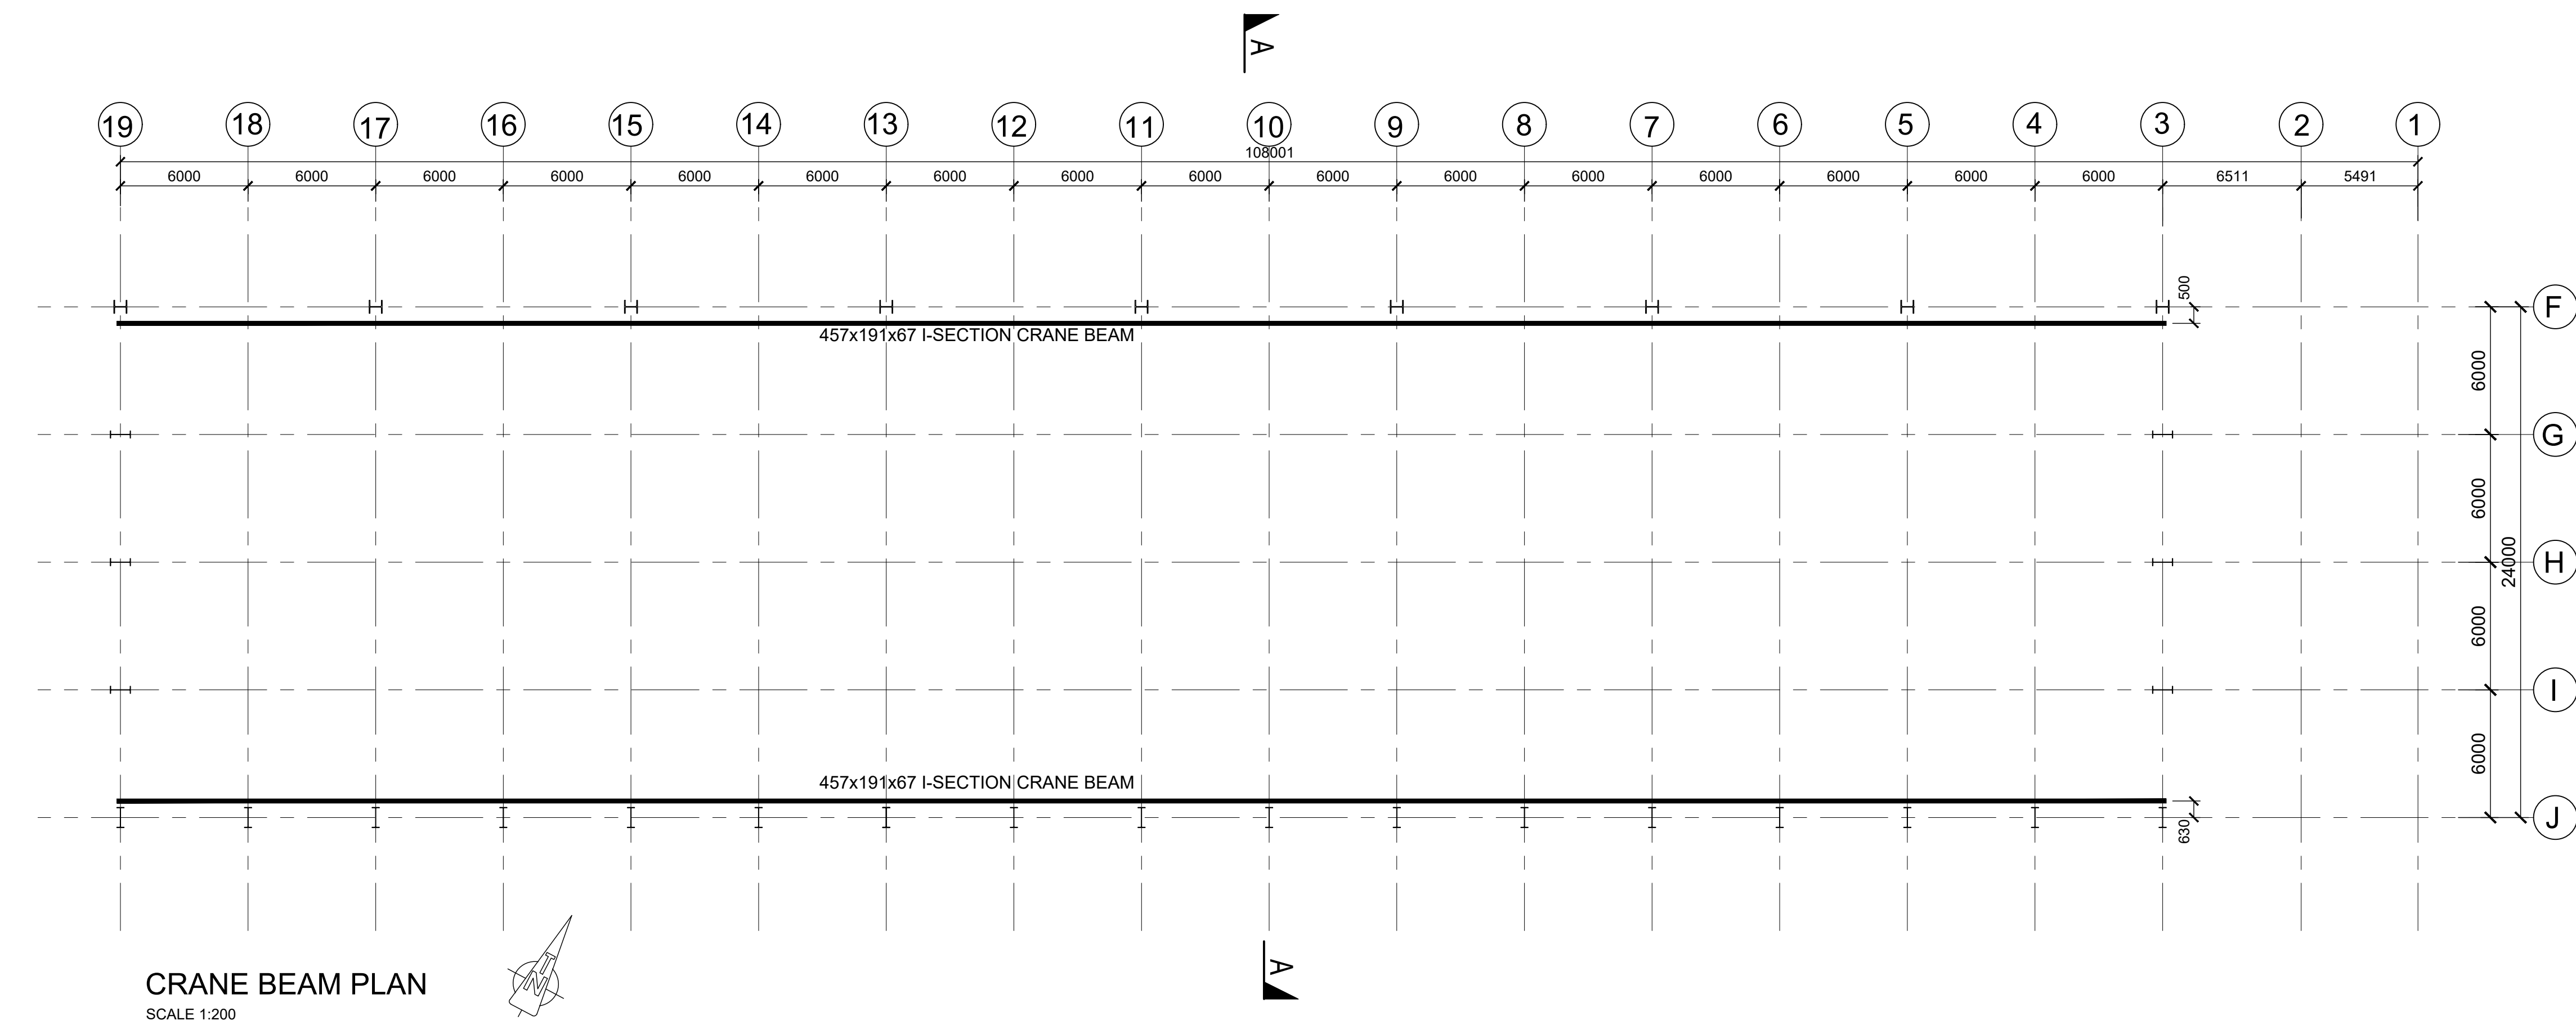 A
19 18 17 16 15 14 13 12 11 10 9 8 7 6 5 4 3 2 1
108001
6000 6000 6000 6000 6000 6000 6000 6000 6000 6000 6000 6000 6000 6000 6000 6000 6511 5491
500
F
457x191x67 I-SECTION CRANE BEAM
6000
G
6000
H
24000
6000
I
6000
457x191x67 I-SECTION CRANE BEAM
J
630
A
N
CRANE BEAM PLAN
SCALE 1:200